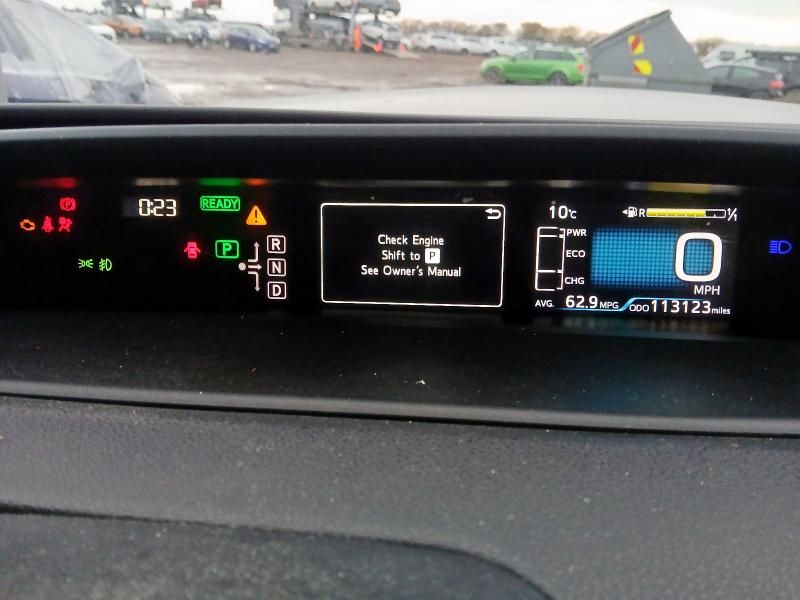 (P)
0:23
READY
P
R
N
D
Check Engine
Shift to P
See Owner's Manual
10°C
R 1/1
PWR
ECO
CHG
0
MPH
AVG. 62.9 MPG
ODO 113123 miles